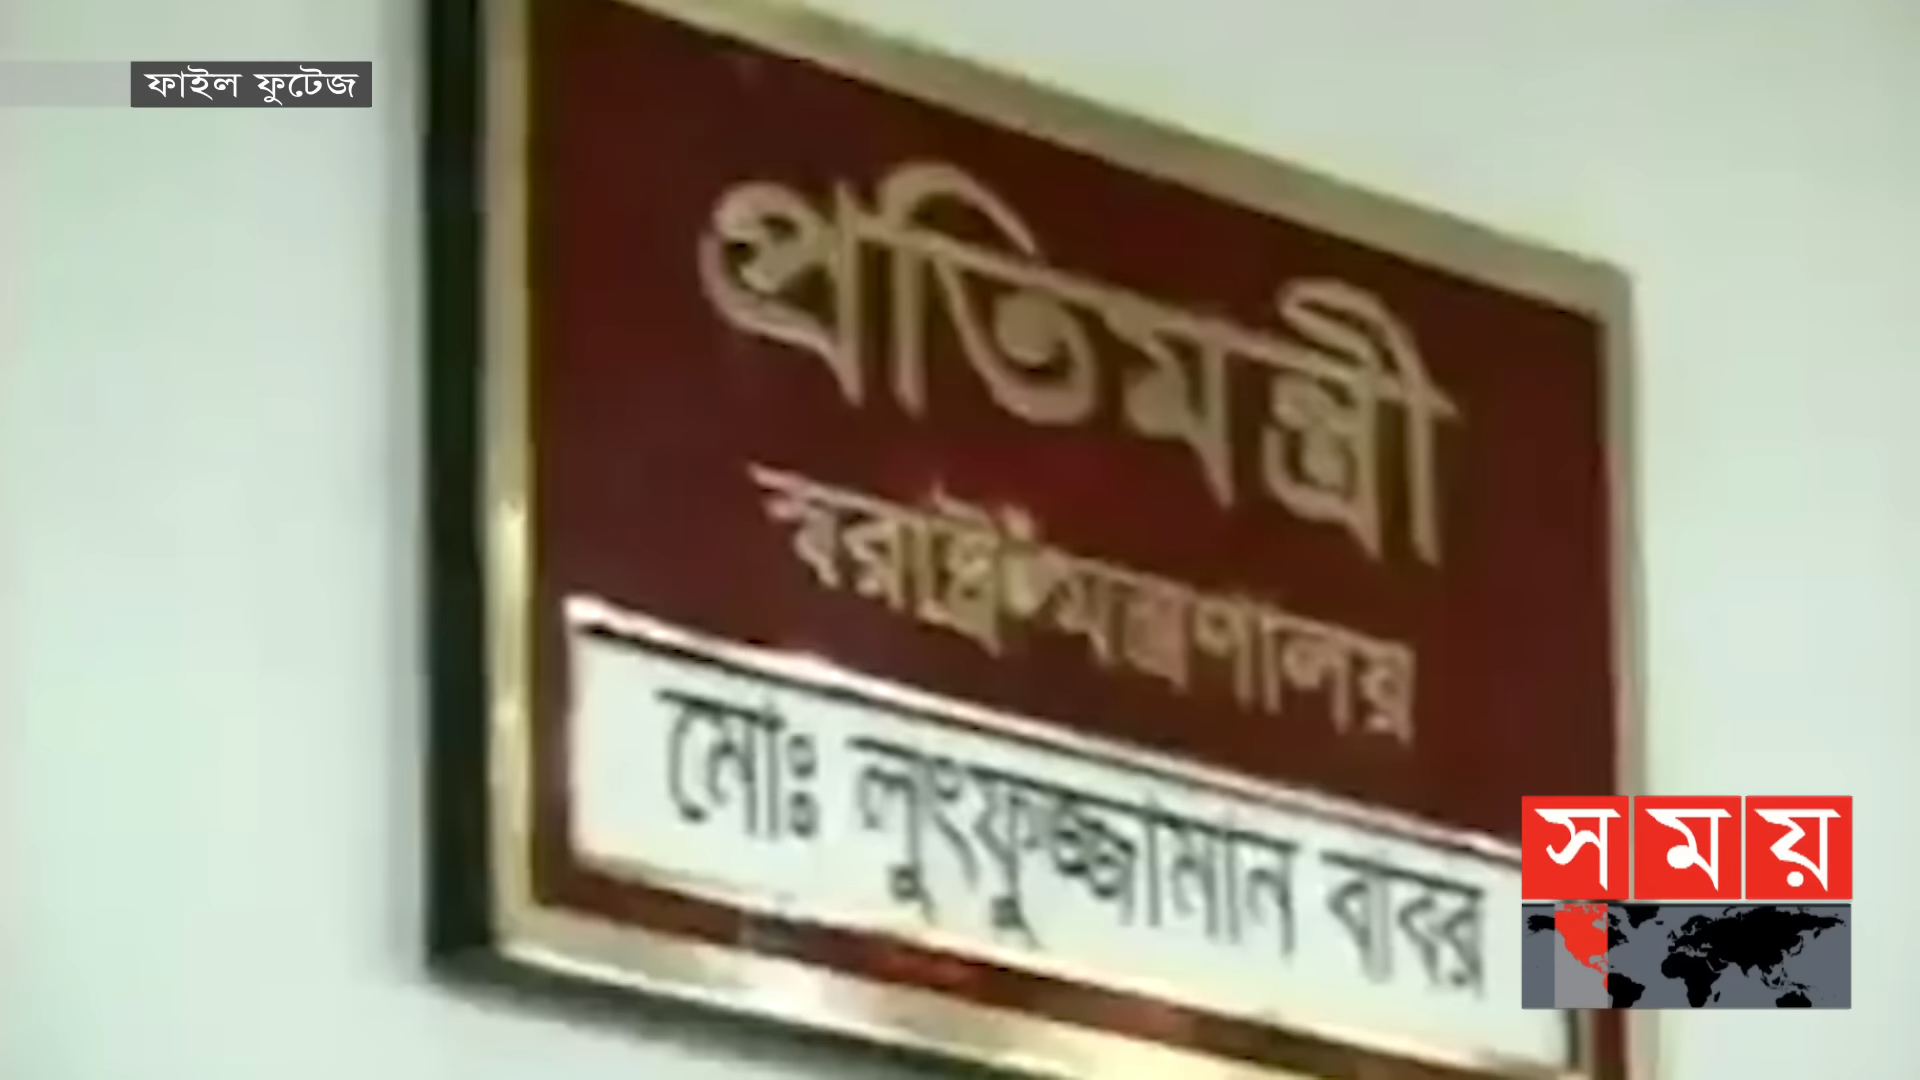 ফাইল ফুটেজ
প্রতিমন্ত্রী
স্বরাষ্ট্র মন্ত্রণালয়
মোঃ লুৎফুজ্জামান বাবর
সময়